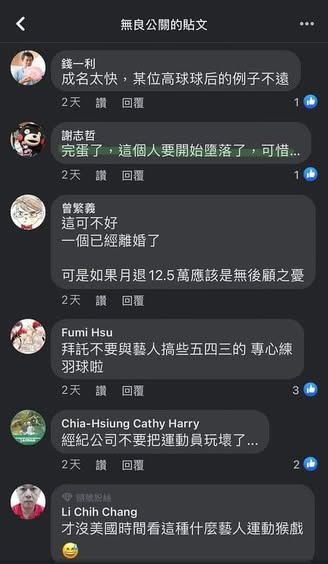 無良公關的貼文
錢一利
成名太快，某位高球球后的例子不遠
2天 讚 回覆 1
謝志哲
完蛋了，這個人要開始墮落了，可惜...
2天 讚 回覆 1
曾繁義
這可不好
一個已經離婚了
可是如果月退12.5萬應該是無後顧之憂
2天 讚 回覆
Fumi Hsu
拜託不要與藝人搞些五四三的 專心練
羽球啦
2天 讚 回覆 3
Chia-Hsiung Cathy Harry
經紀公司不要把運動員玩壞了...
2天 讚 回覆 2
頭號粉絲
Li Chih Chang
才沒美國時間看這種什麼藝人運動猴戲
😅